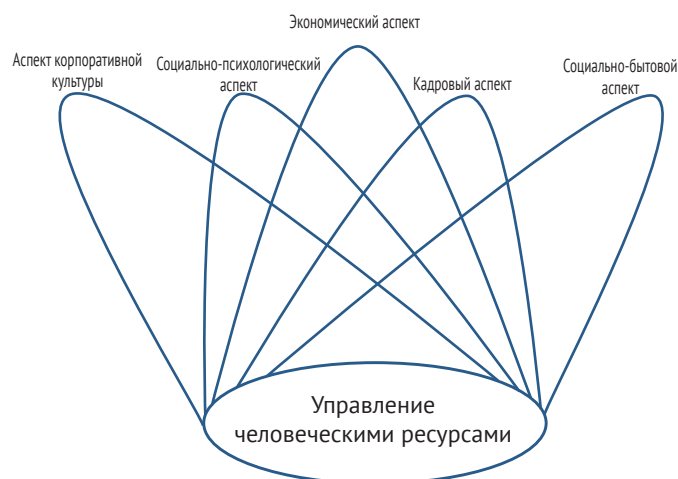 Экономический аспект
Аспект корпоративной
культуры
Социально-психологический
аспект
Кадровый аспект
Социально-бытовой
аспект
Управление
человеческими ресурсами